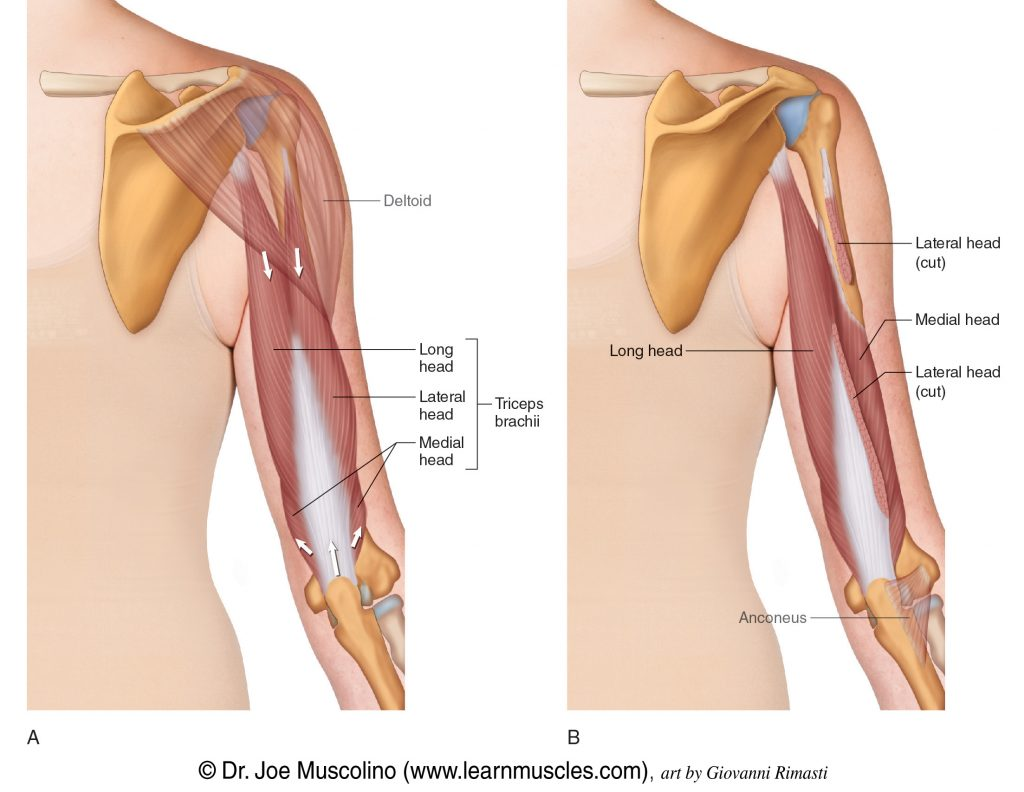 Deltoid
Long
head
Lateral
head
Medial
head
Triceps
brachii
A
Lateral head
(cut)
Medial head
Long head
Lateral head
(cut)
Anconeus
B
© Dr. Joe Muscolino (www.learnmuscles.com), art by Giovanni Rimasti